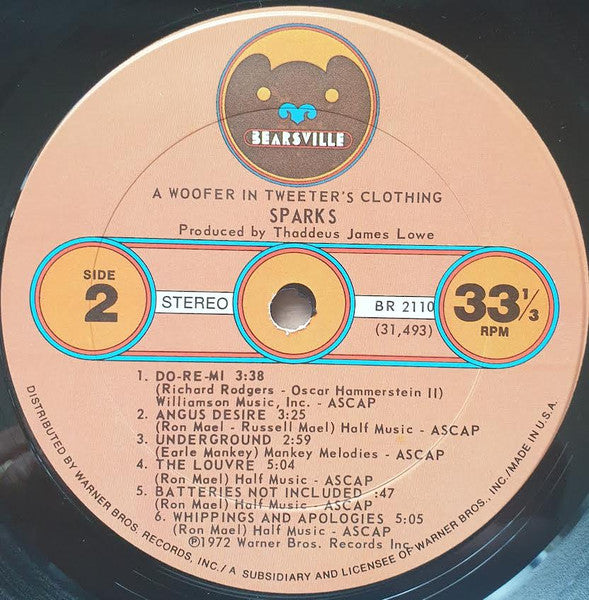 BEARSVILLE
A WOOFER IN TWEETER'S CLOTHING
SPARKS
Produced by Thaddeus James Lowe
SIDE
2
STEREO
BR 2110
(31,493)
33 1/3
RPM
1. DO-RE-MI 3:38
(Richard Rodgers - Oscar Hammerstein II)
Williamson Music, Inc. - ASCAP
2. ANGUS DESIRE 3:25
(Ron Mael - Russell Mael) Half Music - ASCAP
3. UNDERGROUND 2:59
(Earle Mankey) Mankey Melodies - ASCAP
4. THE LOUVRE 5:04
(Ron Mael) Half Music - ASCAP
5. BATTERIES NOT INCLUDED :47
(Ron Mael) Half Music - ASCAP
6. WHIPPINGS AND APOLOGIES 5:05
(Ron Mael) Half Music - ASCAP
Ⓟ1972 Warner Bros. Records Inc.
DISTRIBUTED BY WARNER BROS. RECORDS, INC./ A SUBSIDIARY AND LICENSEE OF WARNER BROS., INC./MADE IN U.S.A.